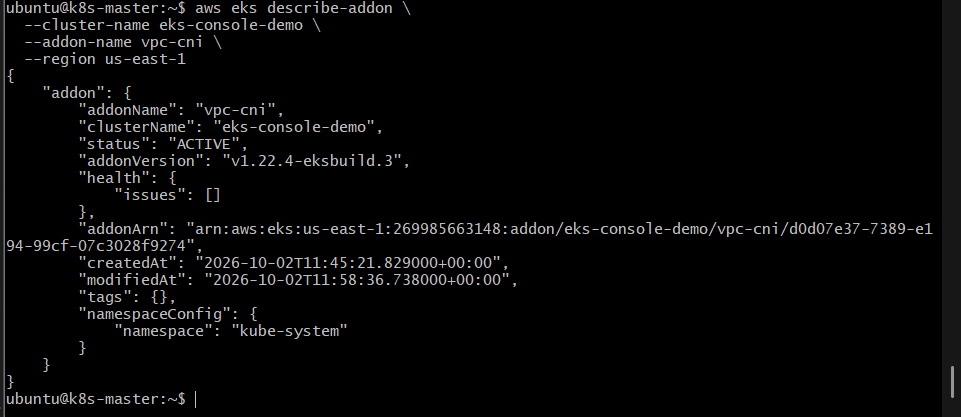 ubuntu@k8s-master:~$ aws eks describe-addon \
  --cluster-name eks-console-demo \
  --addon-name vpc-cni \
  --region us-east-1
{
    "addon": {
        "addonName": "vpc-cni",
        "clusterName": "eks-console-demo",
        "status": "ACTIVE",
        "addonVersion": "v1.22.4-eksbuild.3",
        "health": {
            "issues": []
        },
        "addonArn": "arn:aws:eks:us-east-1:269985663148:addon/eks-console-demo/vpc-cni/d0d07e37-7389-e1
94-99cf-07c3028f9274",
        "createdAt": "2026-10-02T11:45:21.829000+00:00",
        "modifiedAt": "2026-10-02T11:58:36.738000+00:00",
        "tags": {},
        "namespaceConfig": {
            "namespace": "kube-system"
        }
    }
}
ubuntu@k8s-master:~$